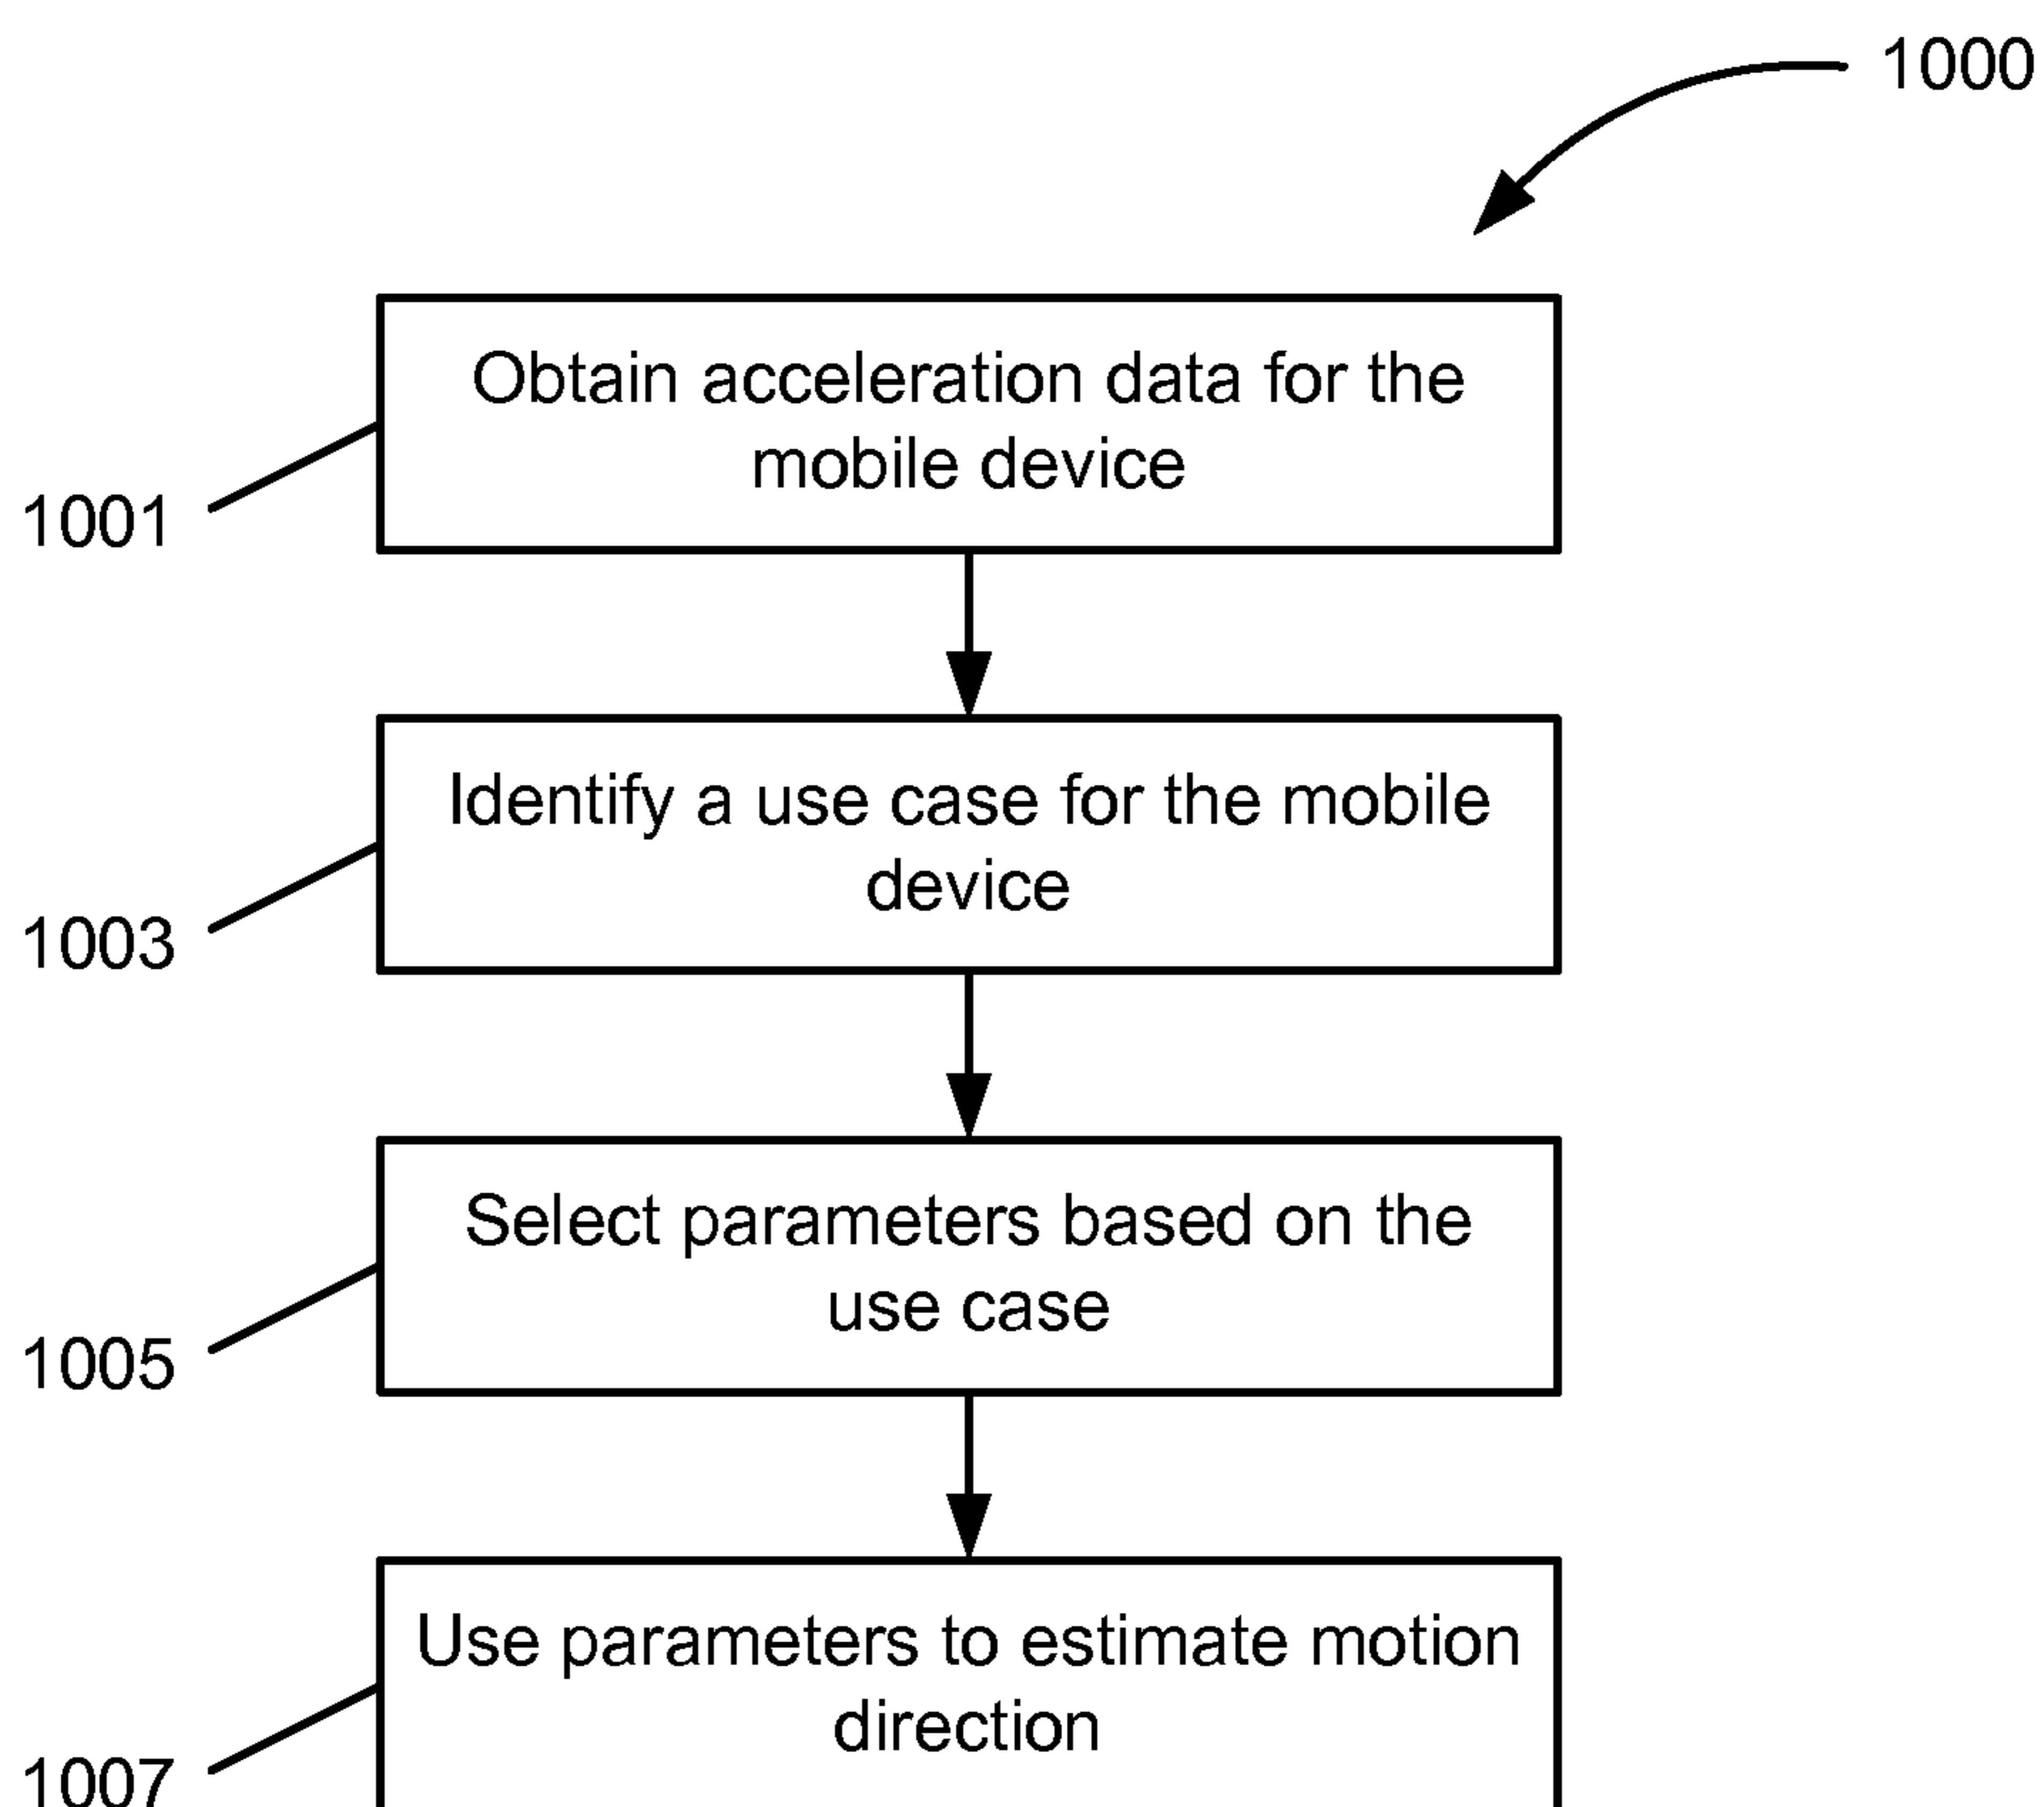 1000
Obtain acceleration data for the
mobile device
1001
Identify a use case for the mobile
device
1003
Select parameters based on the
use case
1005
Use parameters to estimate motion
direction
1007